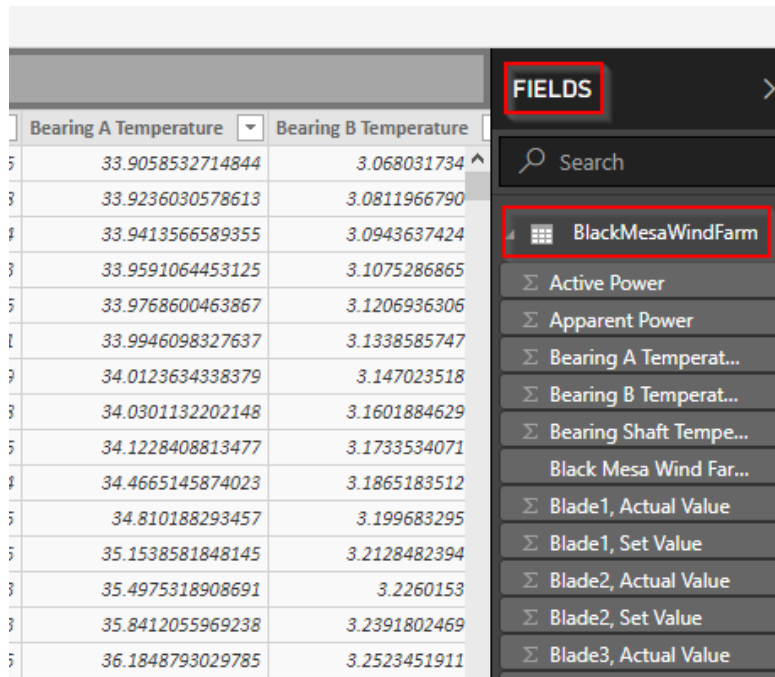 FIELDS
Bearing A Temperature Bearing B Temperature
33.9058532714844 3.068031734
33.9236030578613 3.0811966790
33.9413566589355 3.0943637424
33.9591064453125 3.1075286865
33.9768600463867 3.1206936306
33.9946098327637 3.1338585747
34.0123634338379 3.147023518
34.0301132202148 3.1601884629
34.1228408813477 3.1733534071
34.4665145874023 3.1865183512
34.810188293457 3.199683295
35.1538581848145 3.2128482394
35.4975318908691 3.2260153
35.8412055969238 3.2391802469
36.1848793029785 3.2523451911
Search
BlackMesaWindFarm
Σ Active Power
Σ Apparent Power
Σ Bearing A Temperat...
Σ Bearing B Temperat...
Σ Bearing Shaft Tempe...
Black Mesa Wind Far...
Σ Blade1, Actual Value
Σ Blade1, Set Value
Σ Blade2, Actual Value
Σ Blade2, Set Value
Σ Blade3, Actual Value